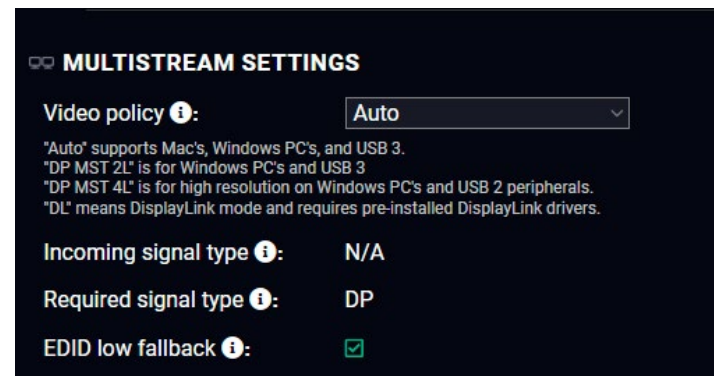 MULTISTREAM SETTINGS
Video policy i: Auto
"Auto" supports Mac's, Windows PC's, and USB 3.
"DP MST 2L" is for Windows PC's and USB 3
"DP MST 4L" is for high resolution on Windows PC's and USB 2 peripherals.
"DL" means DisplayLink mode and requires pre-installed DisplayLink drivers.
Incoming signal type i: N/A
Required signal type i: DP
EDID low fallback i: